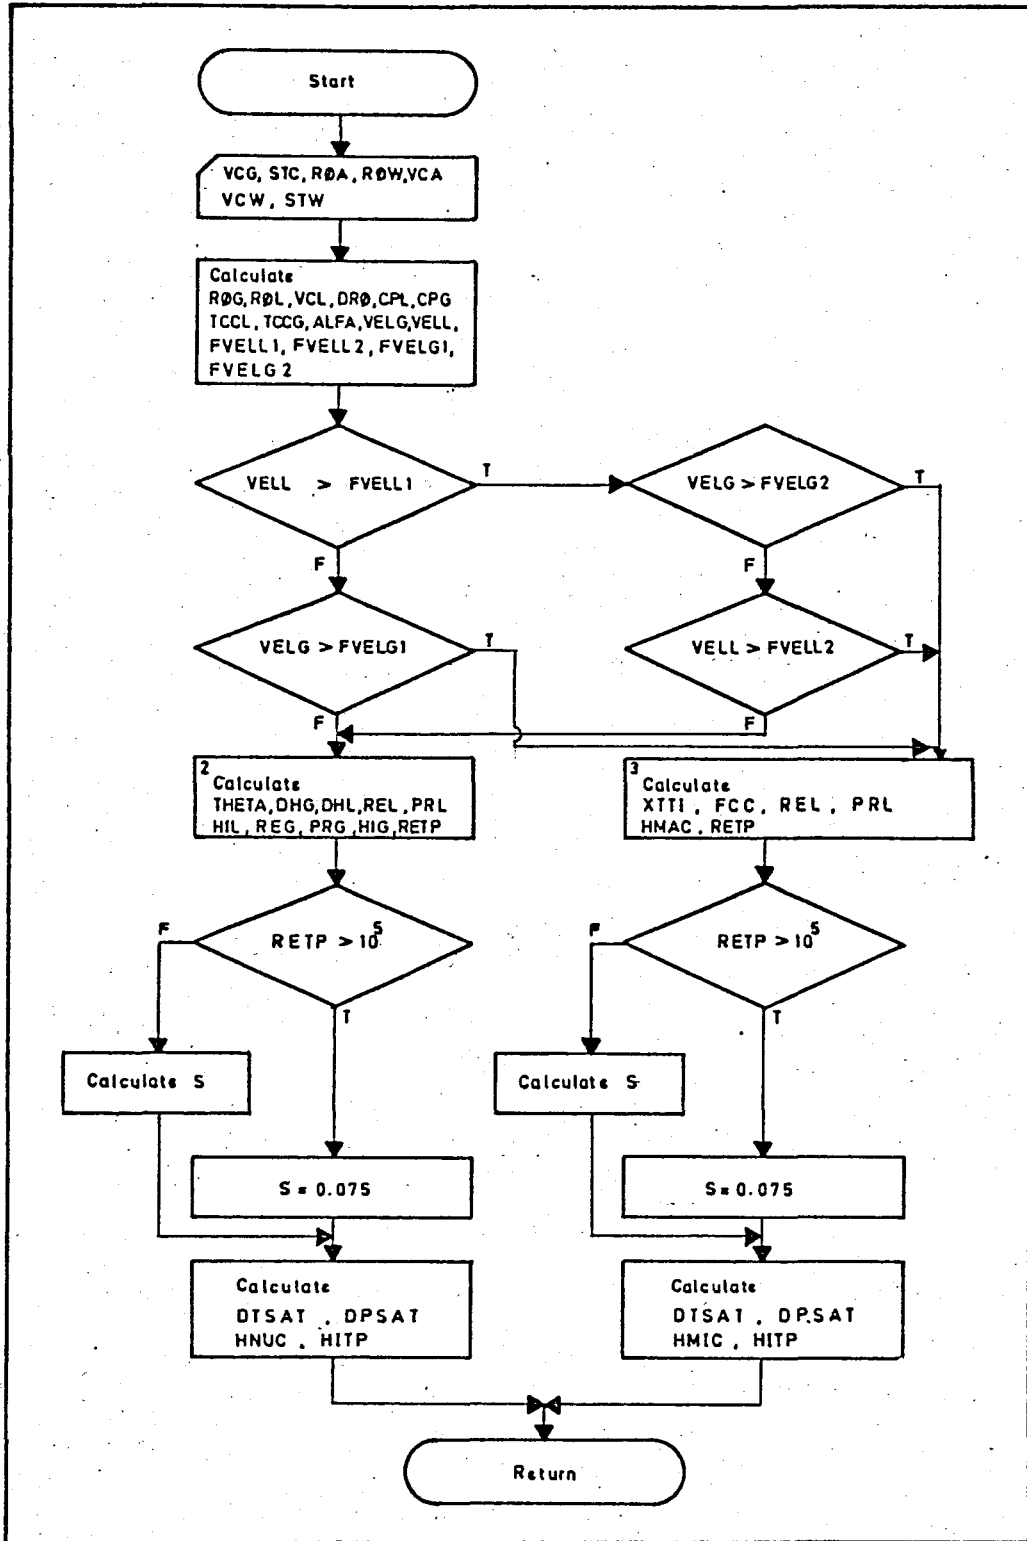 Start
VCG, STC, RØA, RØW, VCA
VCW, STW
Calculate
RØG, RØL, VCL, DRØ, CPL, CPG
TCCL, TCCG, ALFA, VELG, VELL,
FVELL1, FVELL2, FVELG1,
FVELG2
VELL > FVELL1
T
VELG > FVELG2
T
F
F
VELG > FVELG1
T
VELL > FVELL2
T
F
F
2
Calculate
THETA, DHG, DHL, REL, PRL
HIL, REG, PRG, HIG, RETP
3
Calculate
XTTI, FCC, REL, PRL
HMAC, RETP
F
RETP > 10^5
T
F
RETP > 10^5
T
Calculate S
Calculate S
S = 0.075
S = 0.075
Calculate
DTSAT, DPSAT
HNUC, HITP
Calculate
DTSAT, DPSAT
HMIC, HITP
Return